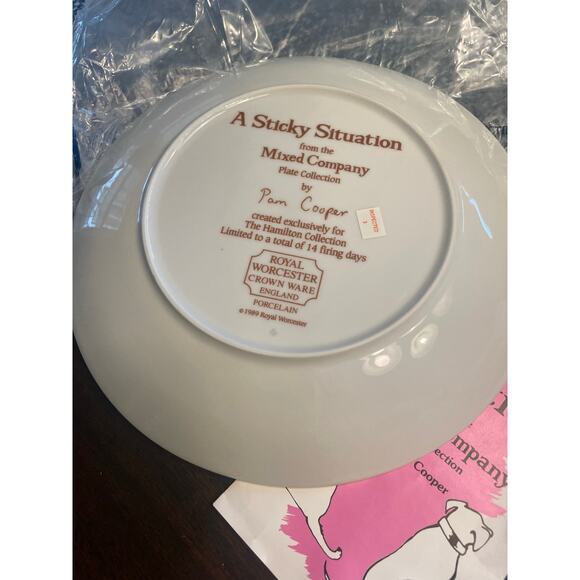 A Sticky Situation
from the
Mixed Company
Plate Collection
by
Pam Cooper
created exclusively for
The Hamilton Collection
Limited to a total of 14 firing days
ROYAL
WORCESTER
CROWN WARE
ENGLAND
PORCELAIN
©1989 Royal Worcester
mpany
ection
Cooper